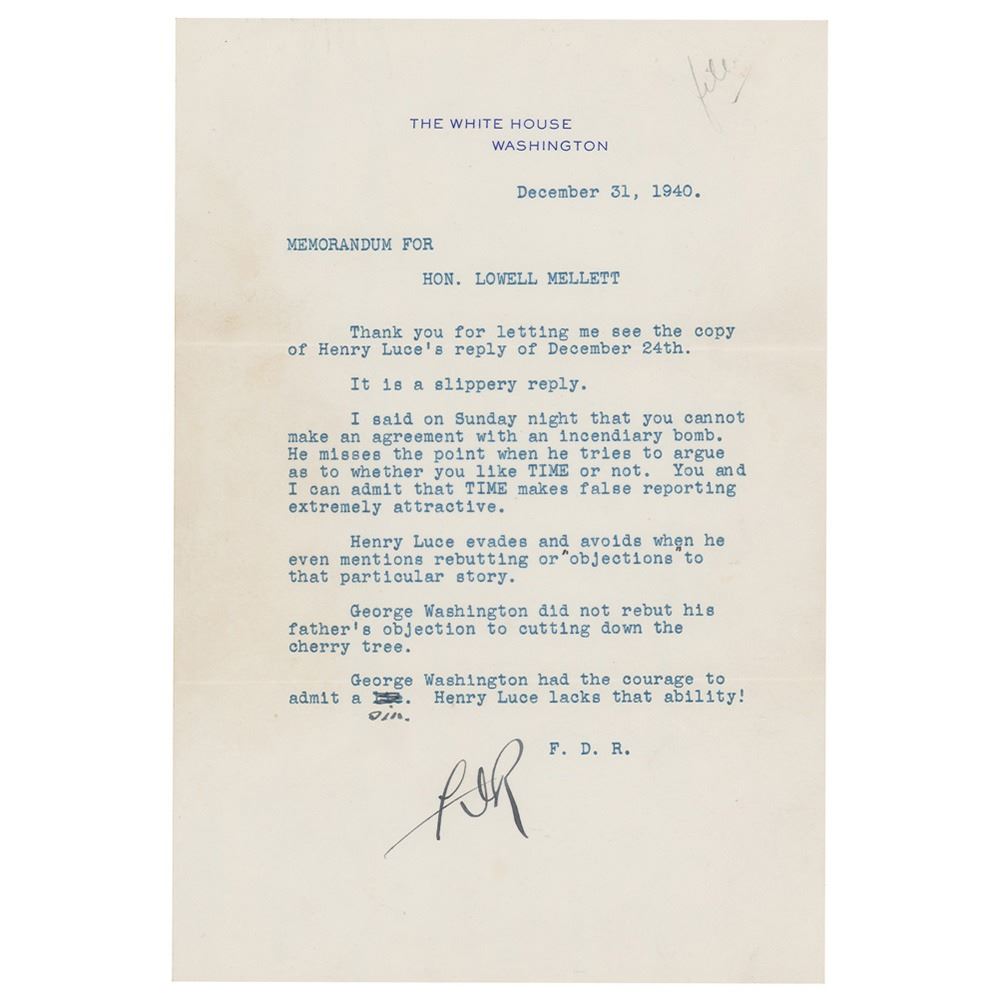 file
THE WHITE HOUSE
WASHINGTON
December 31, 1940.
MEMORANDUM FOR
HON. LOWELL MELLETT
Thank you for letting me see the copy
of Henry Luce's reply of December 24th.
It is a slippery reply.
I said on Sunday night that you cannot
make an agreement with an incendiary bomb.
He misses the point when he tries to argue
as to whether you like TIME or not. You and
I can admit that TIME makes false reporting
extremely attractive.
Henry Luce evades and avoids when he
even mentions rebutting or "objections" to
that particular story.
George Washington did not rebut his
father's objection to cutting down the
cherry tree.
George Washington had the courage to
admit a . Henry Luce lacks that ability!
sin.
F. D. R.
FDR